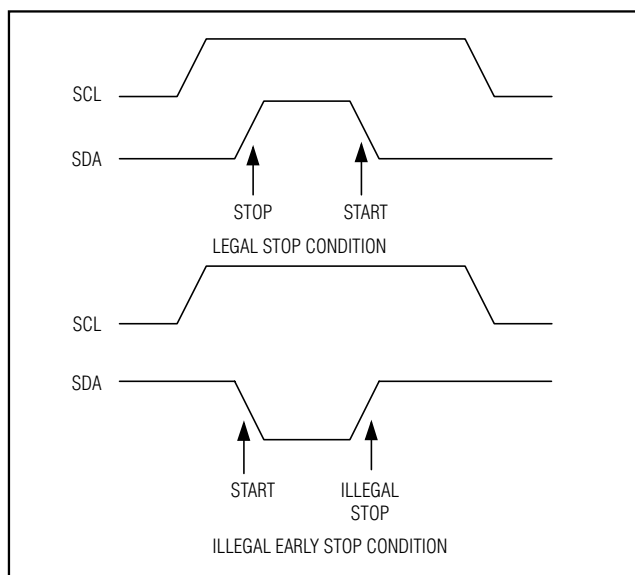 SCL
SDA
STOP START
LEGAL STOP CONDITION
SCL
SDA
START ILLEGAL
STOP
ILLEGAL EARLY STOP CONDITION